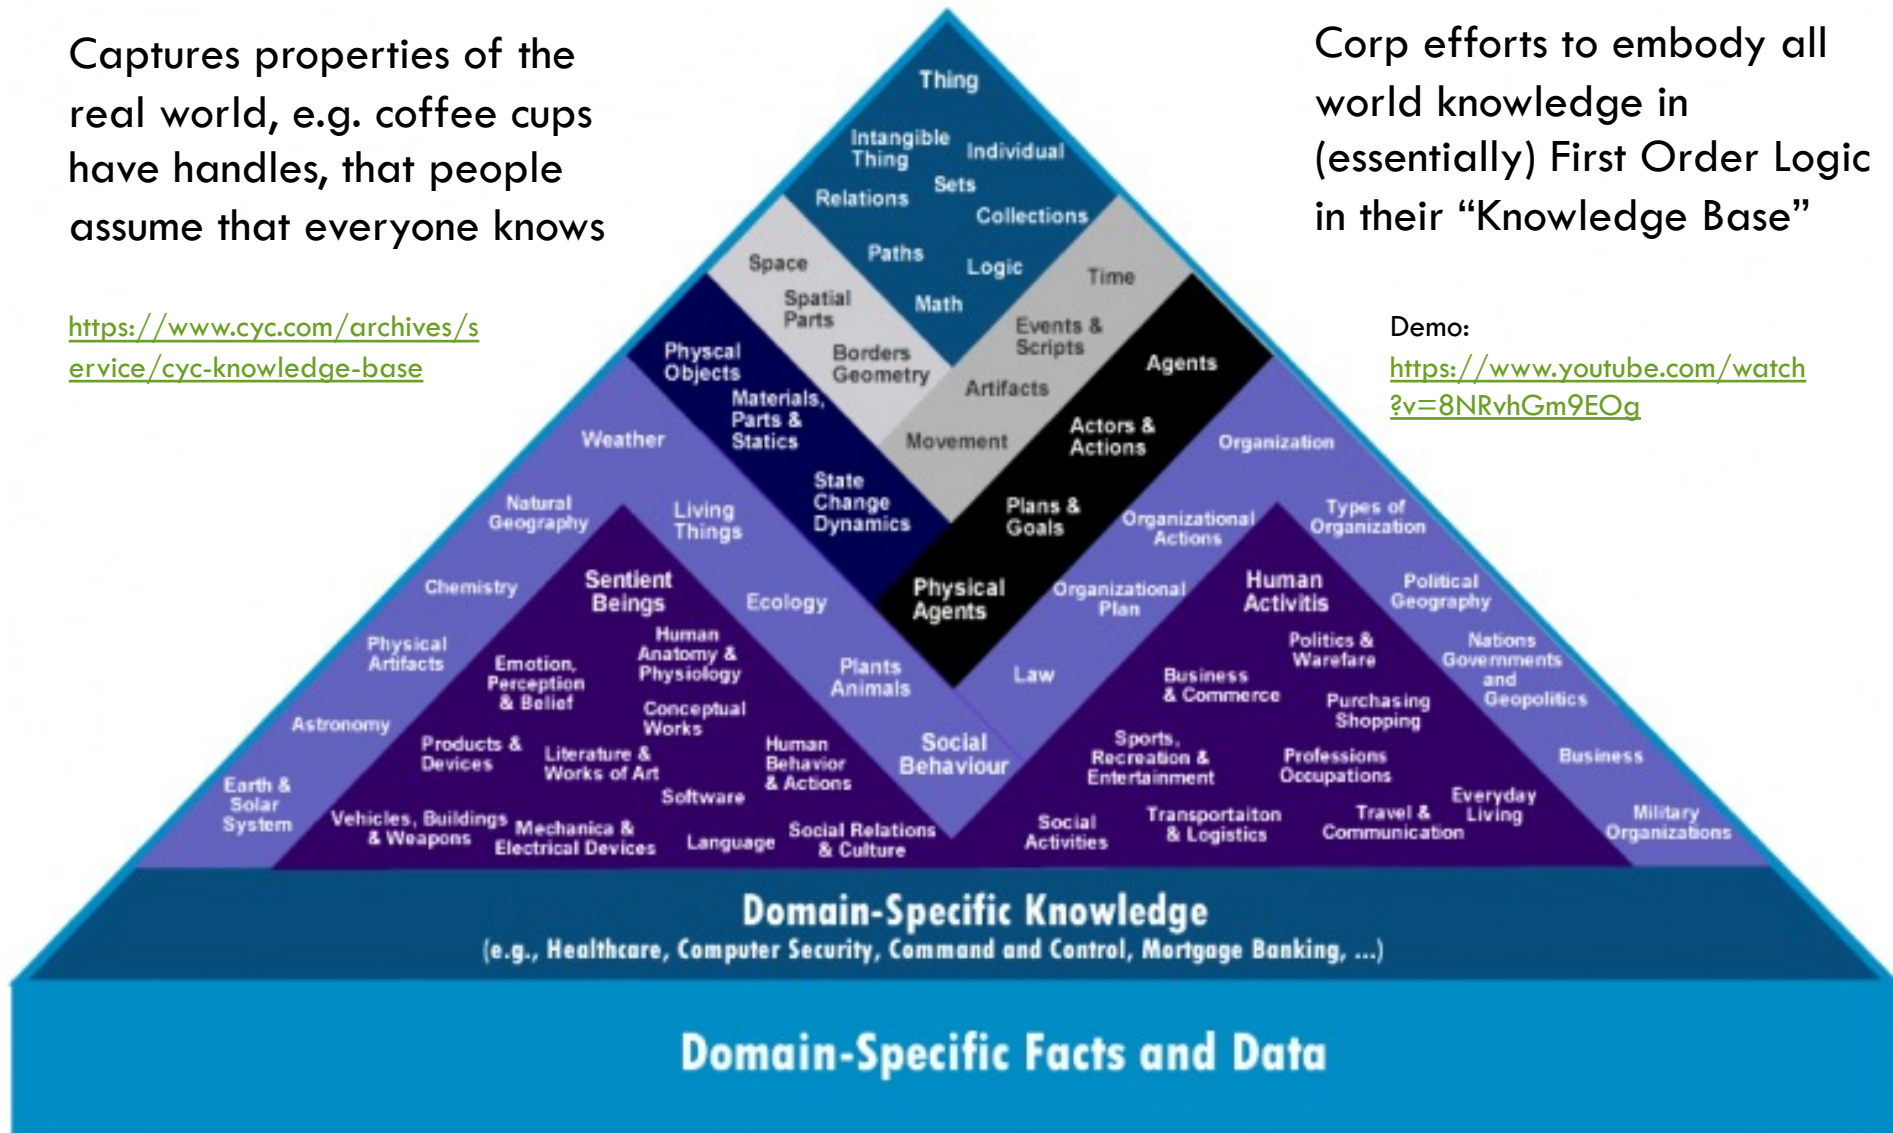 Captures properties of the
real world, e.g. coffee cups
have handles, that people
assume that everyone knows
https://www.cyc.com/archives/s
ervice/cyc-knowledge-base
Corp efforts to embody all
world knowledge in
(essentially) First Order Logic
in their “Knowledge Base”
Demo:
https://www.youtube.com/watch
?v=8NRvhGm9EOg
Thing
Intangible
Thing
Individual
Sets
Relations
Collections
Paths
Logic
Math
Space
Spatial
Parts
Borders
Geometry
Time
Events &
Scripts
Artifacts
Movement
Physcal
Objects
Materials,
Parts &
Statics
State
Change
Dynamics
Agents
Actors &
Actions
Plans &
Goals
Physical
Agents
Weather
Natural
Geography
Living
Things
Chemistry
Ecology
Physical
Artifacts
Plants
Animals
Astronomy
Social
Behaviour
Earth &
Solar
System
Sentient
Beings
Human
Anatomy &
Physiology
Emotion,
Perception
& Belief
Conceptual
Works
Products &
Devices
Literature &
Works of Art
Human
Behavior
& Actions
Software
Vehicles, Buildings
& Weapons
Mechanica &
Electrical Devices
Language
Social Relations
& Culture
Organization
Organizational
Actions
Types of
Organization
Organizational
Plan
Political
Geography
Law
Nations
Governments
and
Geopolitics
Business
Military
Organizations
Human
Activitis
Politics &
Warefare
Business
& Commerce
Purchasing
Shopping
Sports,
Recreation &
Entertainment
Professions
Occupations
Everyday
Living
Social
Activities
Transportaiton
& Logistics
Travel &
Communication
Domain-Specific Knowledge
(e.g., Healthcare, Computer Security, Command and Control, Mortgage Banking, ...)
Domain-Specific Facts and Data